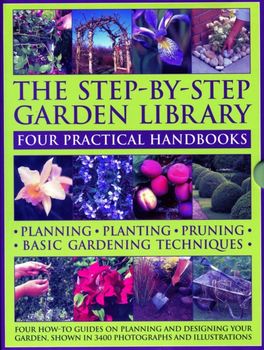 THE STEP-BY-STEP
GARDEN LIBRARY
FOUR PRACTICAL HANDBOOKS
• PLANNING • PLANTING • PRUNING •
• BASIC GARDENING TECHNIQUES •
FOUR HOW-TO GUIDES ON PLANNING AND DESIGNING YOUR
GARDEN, SHOWN IN 3400 PHOTOGRAPHS AND ILLUSTRATIONS